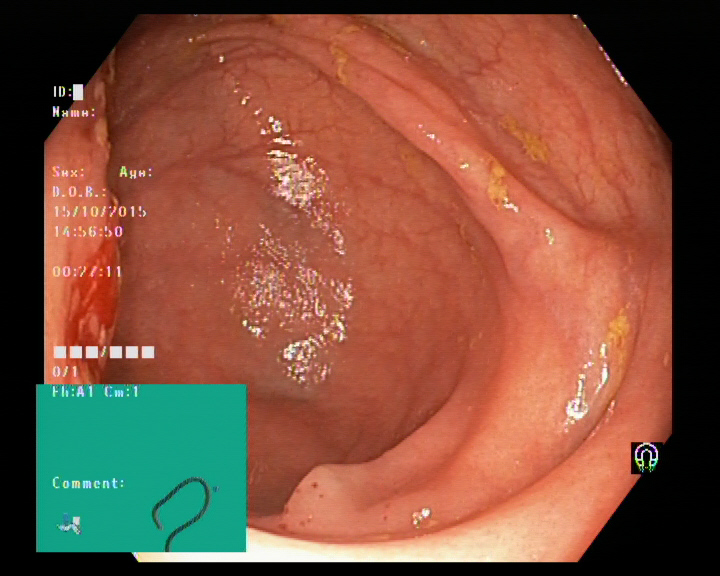 ID:
Name:
Sex: Age:
D.O.B.:
15/10/2015
14:56:50
00:27:11
■■■/■■■
0/1
Eh:A1 Cm:1
Comment: